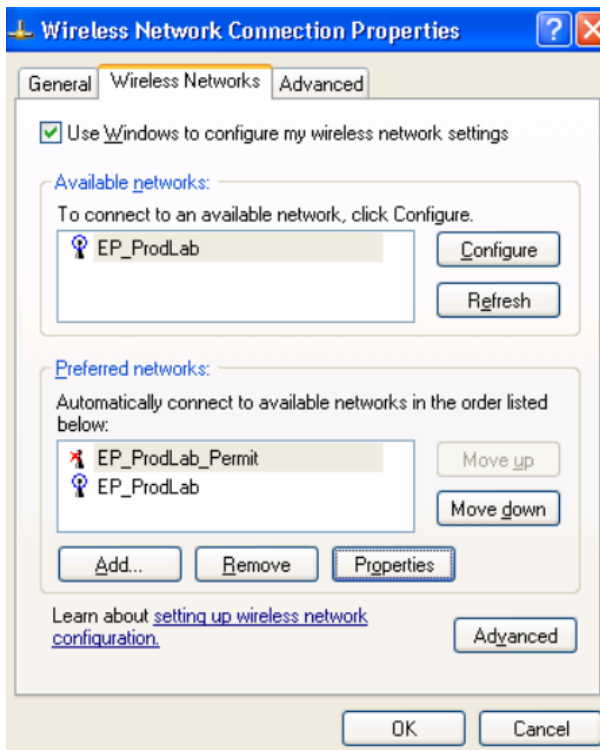 Wireless Network Connection Properties
General Wireless Networks Advanced
Use Windows to configure my wireless network settings
Available networks:
To connect to an available network, click Configure.
EP_ProdLab
Configure
Refresh
Preferred networks:
Automatically connect to available networks in the order listed
below:
EP_ProdLab_Permit
EP_ProdLab
Move up
Move down
Add... Remove Properties
Learn about setting up wireless network
configuration.
Advanced
OK Cancel